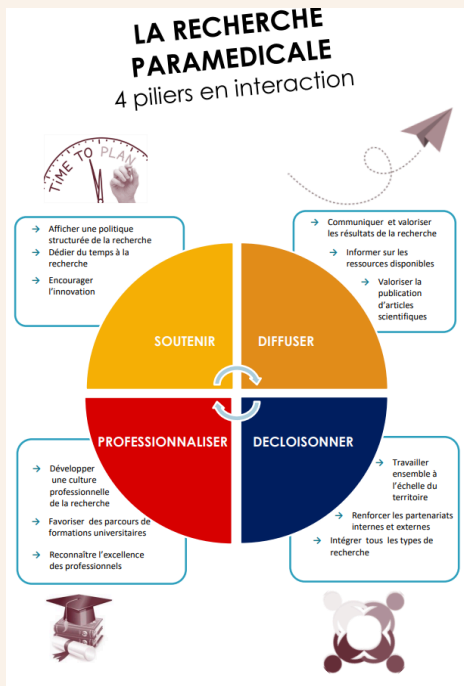 LA RECHERCHE
PARAMEDICALE
4 piliers en interaction
TIME TO PLAN
→ Afficher une politique
structurée de la recherche
→ Dédier du temps à la
recherche
→ Encourager
l'innovation
→ Communiquer et valoriser
les résultats de la recherche
→ Informer sur les
ressources disponibles
→ Valoriser la
publication
d'articles
scientifiques
SOUTENIR
DIFFUSER
PROFESSIONNALISER
DECLOISONNER
→ Développer
une culture
professionnelle
de la recherche
→ Favoriser des parcours de
formations universitaires
→ Reconnaître l'excellence
des professionnels
→ Travailler
ensemble à
l'échelle du
territoire
→ Renforcer les partenariats
internes et externes
→ Intégrer tous les types de
recherche